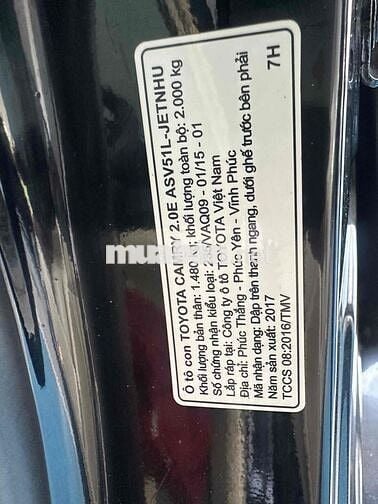 Ô tô con TOYOTA CAMRY 2.0E ASV51L-JETNHU
Khối lượng bản thân: 1.480 kg; khối lượng toàn bộ: 2.000 kg
Số chứng nhận kiểu loại: /VAQ09 - 01/15 - 01
Lắp ráp tại: Công ty ô tô TOYOTA Việt Nam
Địa chỉ: Phúc Thắng - Phúc Yên - Vĩnh Phúc
Mã nhận dạng: Dập trên thanh ngang, dưới ghế trước bên phải
Năm sản xuất: 2017
TCCS 08:2016/TMV
7H